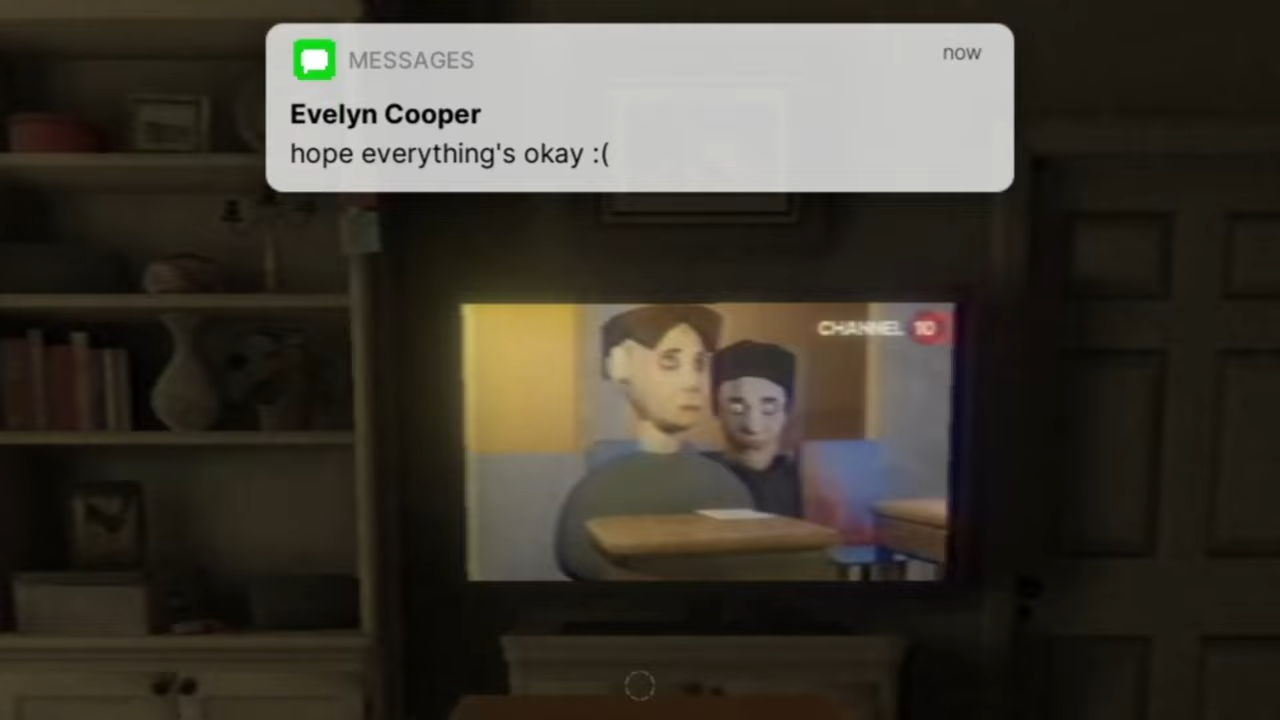 MESSAGES
now
Evelyn Cooper
hope everything's okay :(
CHANNEL 10